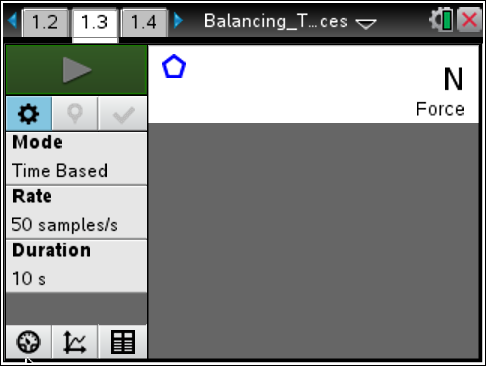 1.2 1.3 1.4 Balancing_T...ces
N
Force
Mode
Time Based
Rate
50 samples/s
Duration
10 s